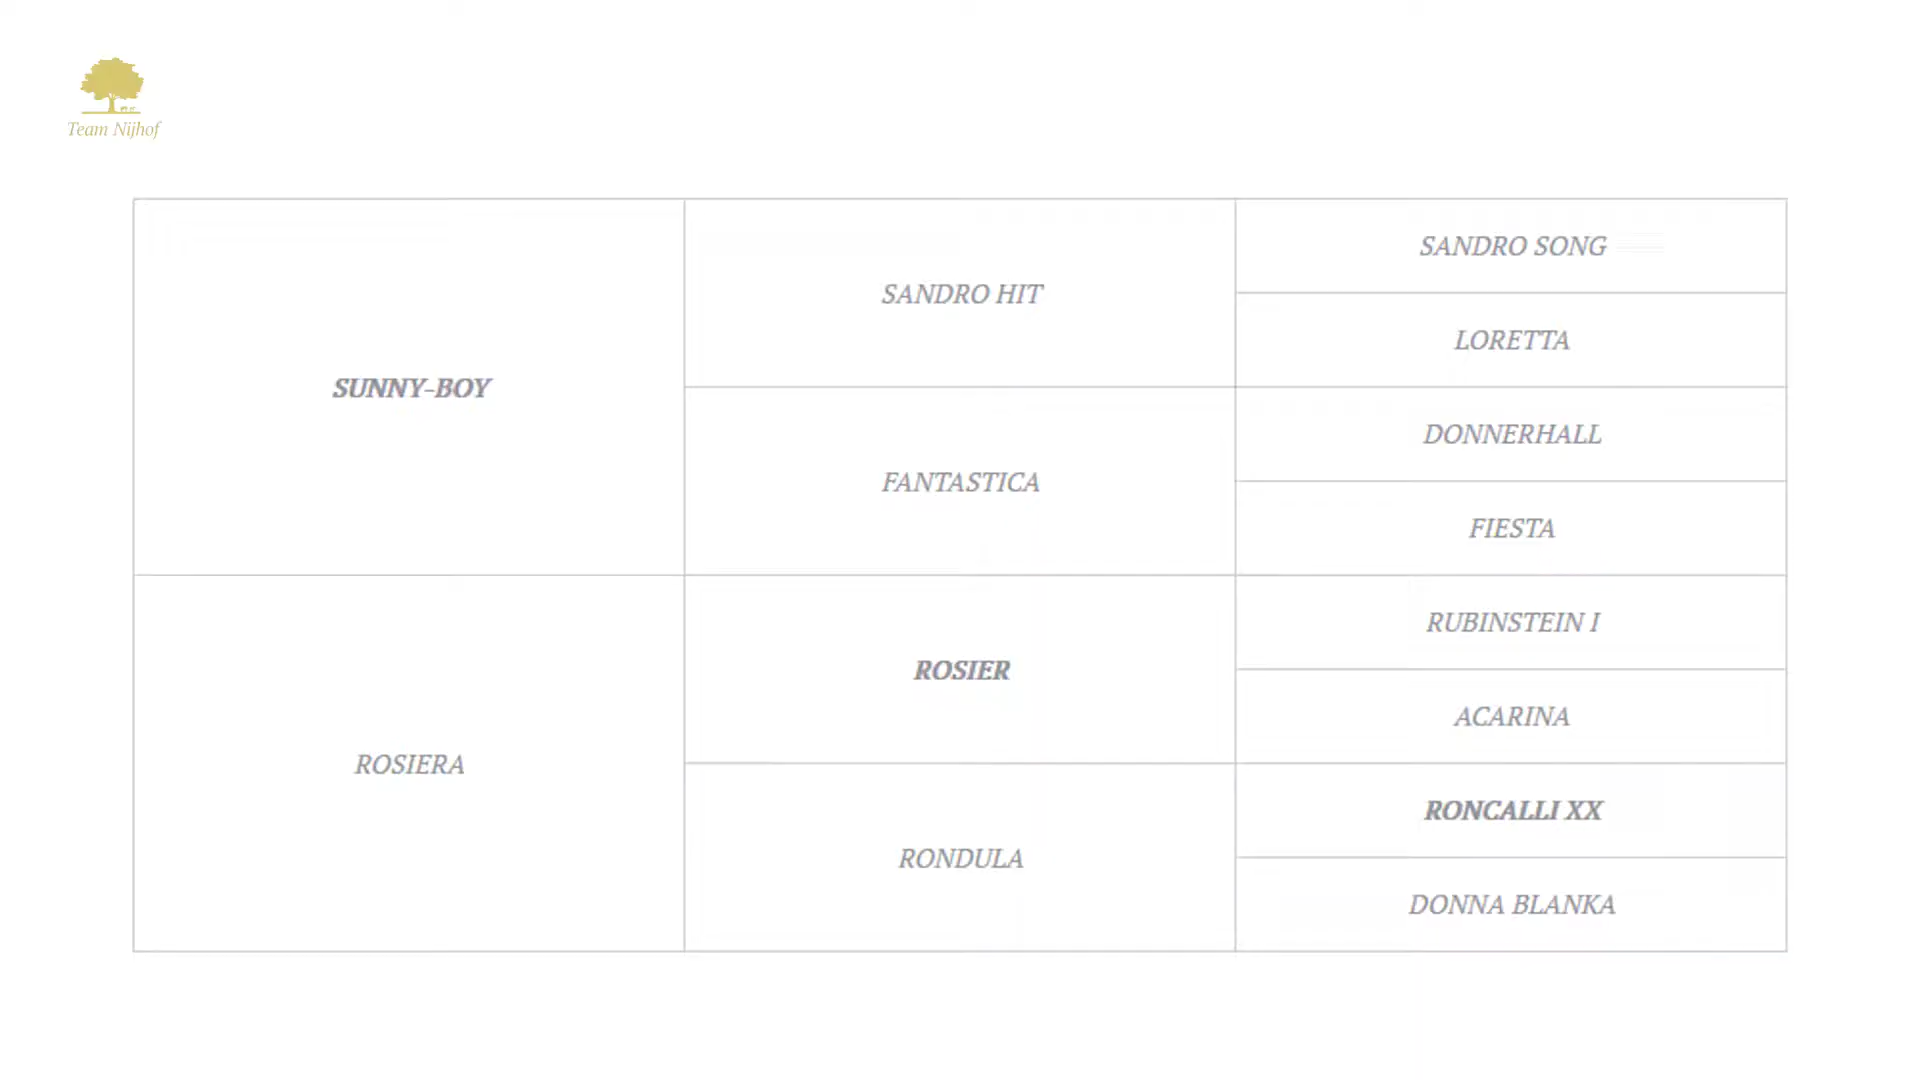 Team Nijhof
SUNNY-BOY
SANDRO HIT
SANDRO SONG
LORETTA
FANTASTICA
DONNERHALL
FIESTA
ROSIERA
ROSIER
RUBINSTEIN I
ACARINA
RONDULA
RONCALLI XX
DONNA BLANKA